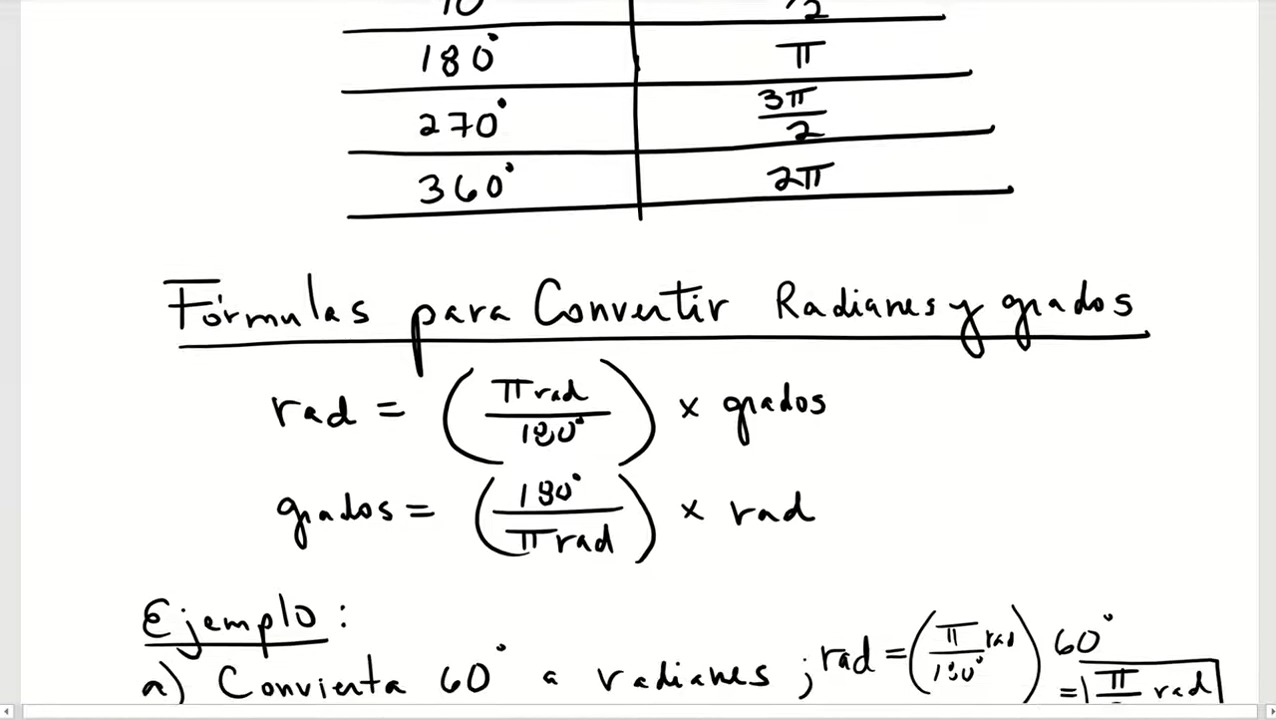 180° π
270° 3π/2
360° 2π
Fórmulas para Convertir Radianes y grados
rad = (π rad / 180°) × grados
grados = (180° / π rad) × rad
Ejemplo:
a) Convierta 60° a radianes ; rad = (π rad / 180°) 60°
= π rad